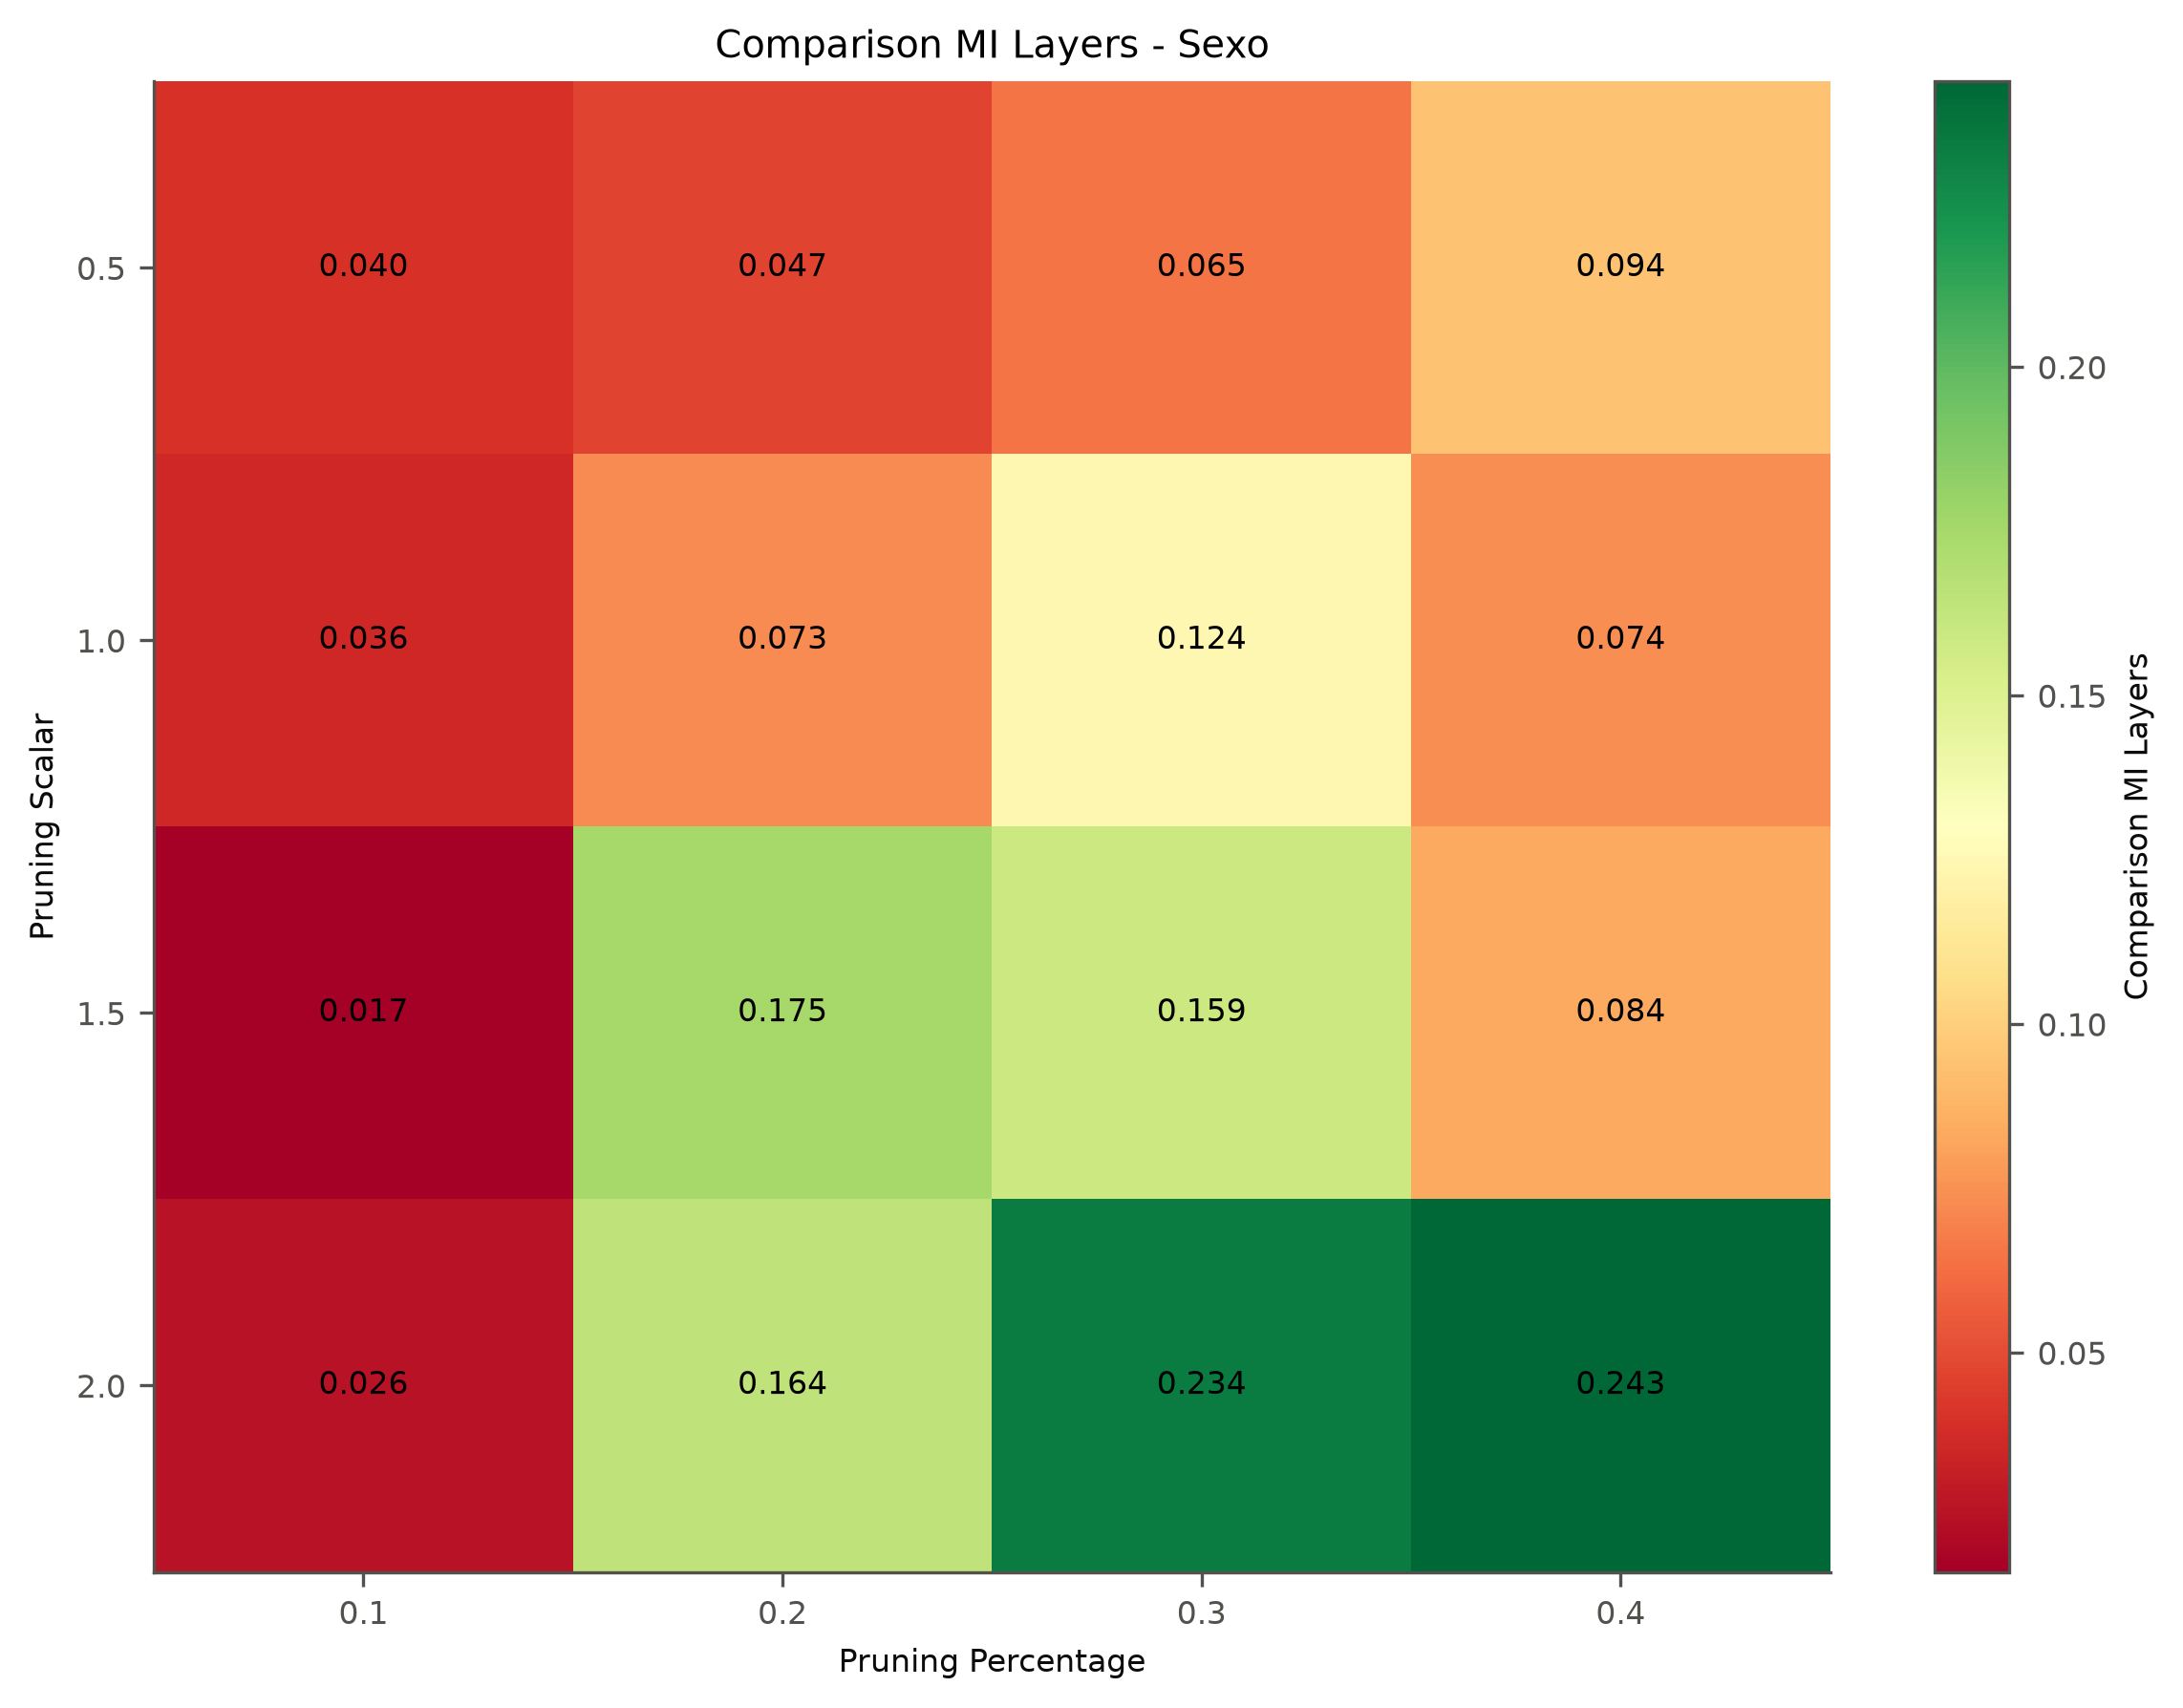 Comparison MI Layers - Sexo
0.5
0.040 0.047 0.065 0.094
1.0
0.036 0.073 0.124 0.074
1.5
0.017 0.175 0.159 0.084
2.0
0.026 0.164 0.234 0.243
0.1 0.2 0.3 0.4
Pruning Percentage
Pruning Scalar
0.20
0.15
0.10
0.05
Comparison MI Layers